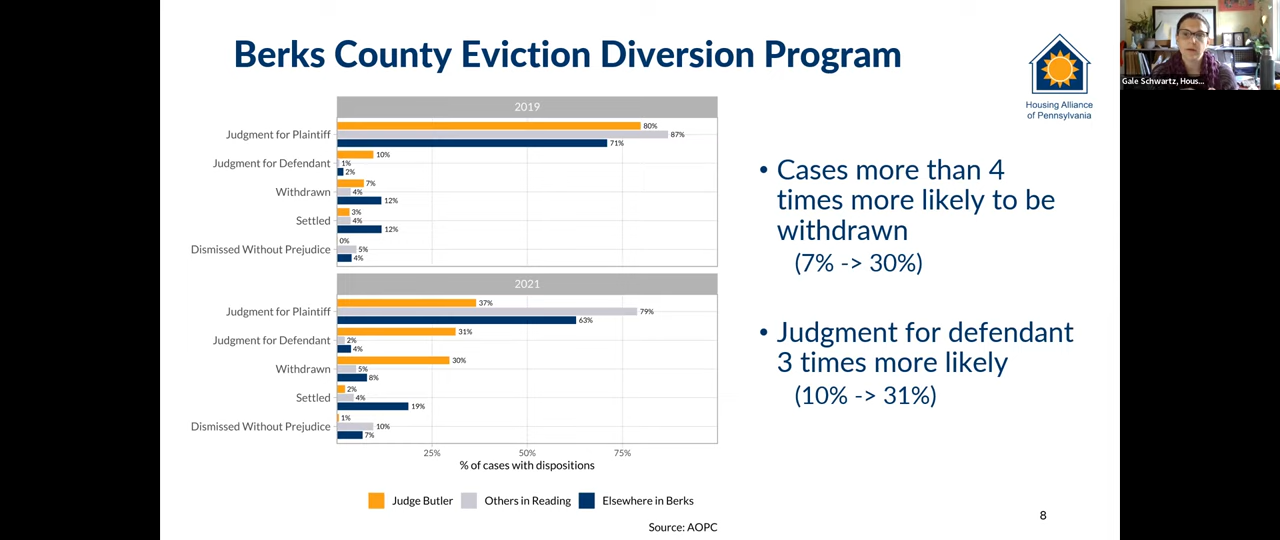 Berks County Eviction Diversion Program
Housing Alliance
of Pennsylvania
Gale Schwartz, Hous...
2019
Judgment for Plaintiff
80%
87%
71%
Judgment for Defendant
10%
1%
2%
Withdrawn
7%
4%
12%
Settled
3%
4%
12%
Dismissed Without Prejudice
0%
5%
4%
2021
Judgment for Plaintiff
37%
79%
63%
Judgment for Defendant
31%
2%
4%
Withdrawn
30%
5%
8%
Settled
2%
4%
19%
Dismissed Without Prejudice
1%
10%
7%
25% 50% 75%
% of cases with dispositions
Judge Butler Others in Reading Elsewhere in Berks
Source: AOPC
• Cases more than 4
times more likely to be
withdrawn
(7% -> 30%)
• Judgment for defendant
3 times more likely
(10% -> 31%)
8